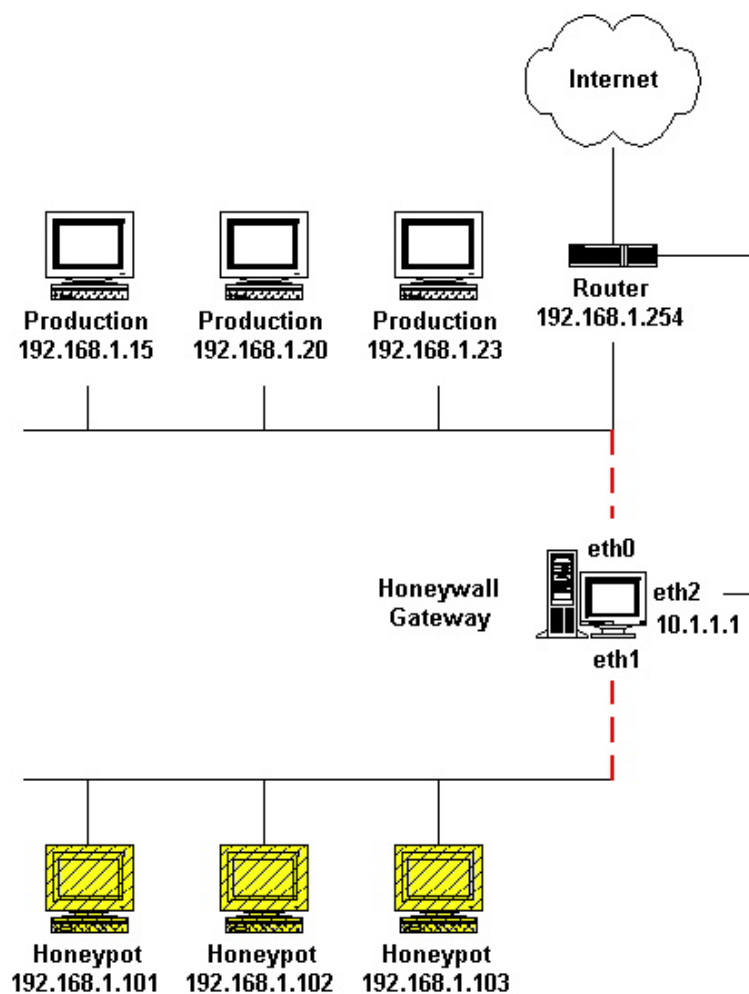 Internet
Router
192.168.1.254
Production
192.168.1.15
Production
192.168.1.20
Production
192.168.1.23
eth0
Honeywall
Gateway
eth2
10.1.1.1
eth1
Honeypot
192.168.1.101
Honeypot
192.168.1.102
Honeypot
192.168.1.103